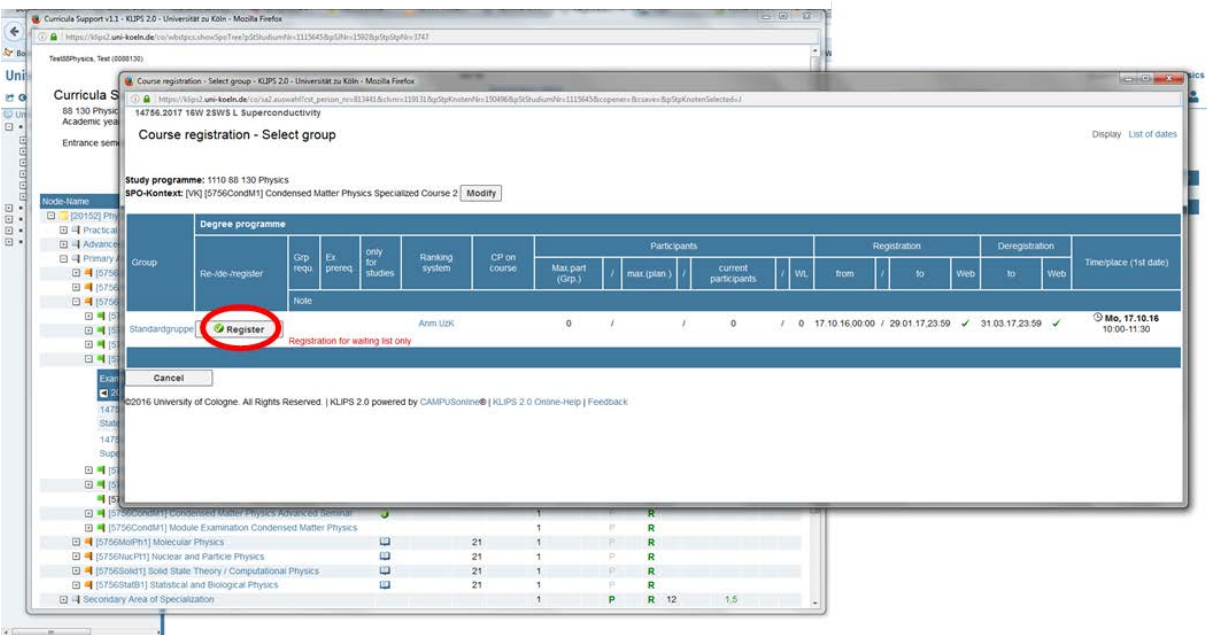 Curricula Support v1.1 - KLIPS 2.0 - Universität zu Köln - Mozilla Firefox
https://klips2.uni-koeln.de/co/wbstpcs.showSpoTree?pStStudiumNr=1115645&pSJNr=1592&pStpStpNr=3747
Test88Physics, Test (0088130)
Curricula S
88 130 Physic
Academic yea
Entrance sem
Course registration - Select group - KLIPS 2.0 - Universität zu Köln - Mozilla Firefox
14756.2017 16W 2SWS L Superconductivity
Course registration - Select group
Display List of dates
Study programme: 1110 88 130 Physics
SPO-Kontext: [VK] [5756CondM1] Condensed Matter Physics Specialized Course 2 Modify
Group
Degree programme
Re-/de-/register
Grp requ.
Ex. prereq.
only for studies
Ranking system
CP on course
Participants
Max.part (Grp.) / max.(plan ) / current participants / WL
Registration
from / to Web
Deregistration
to Web
Time/place (1st date)
Note
Standardgruppe Register Anm.UzK 0 / / 0 / 0 17.10.16,00:00 / 29.01.17,23:59 31.03.17,23:59 Mo, 17.10.16
10:00-11:30
Registration for waiting list only
Cancel
©2016 University of Cologne. All Rights Reserved. | KLIPS 2.0 powered by CAMPUSonline® | KLIPS 2.0 Online-Help | Feedback
Node-Name
[20152] Phy
Practical
Advance
Primary
[5756
[5756
[5756
[5756CondM1] Condensed Matter Physics Advanced Seminar 1 P R
[5756CondM1] Module Examination Condensed Matter Physics 1 P R
[5756MolPh1] Molecular Physics 21 1 P R
[5756NucPt1] Nuclear and Particle Physics 21 1 P R
[5756Solid1] Solid State Theory / Computational Physics 21 1 P R
[5756StatB1] Statistical and Biological Physics 21 1 P R
Secondary Area of Specialization 1 P R 12 1,5